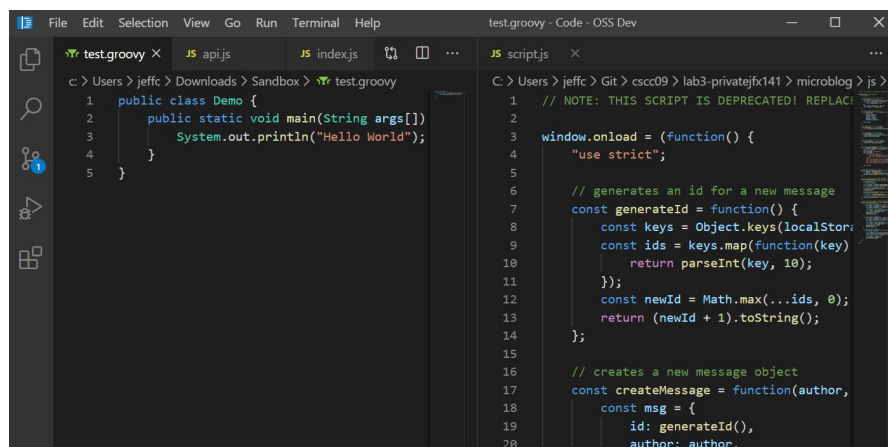 File Edit Selection View Go Run Terminal Help
test.groovy - Code - OSS Dev
test.groovy
JS api.js
JS index.js
c: > Users > jeffc > Downloads > Sandbox > test.groovy
1 public class Demo {
2 public static void main(String args[])
3 System.out.println("Hello World");
4 }
5 }
1
JS script.js
C: > Users > jeffc > Git > cscc09 > lab3-privatejfx141 > microblog > js >
1 // NOTE: THIS SCRIPT IS DEPRECATED! REPLACE
2
3 window.onload = (function() {
4 "use strict";
5
6 // generates an id for a new message
7 const generateId = function() {
8 const keys = Object.keys(localStora
9 const ids = keys.map(function(key)
10 return parseInt(key, 10);
11 });
12 const newId = Math.max(...ids, 0);
13 return (newId + 1).toString();
14 };
15
16 // creates a new message object
17 const createMessage = function(author,
18 const msg = {
19 id: generateId(),
20 author: author,